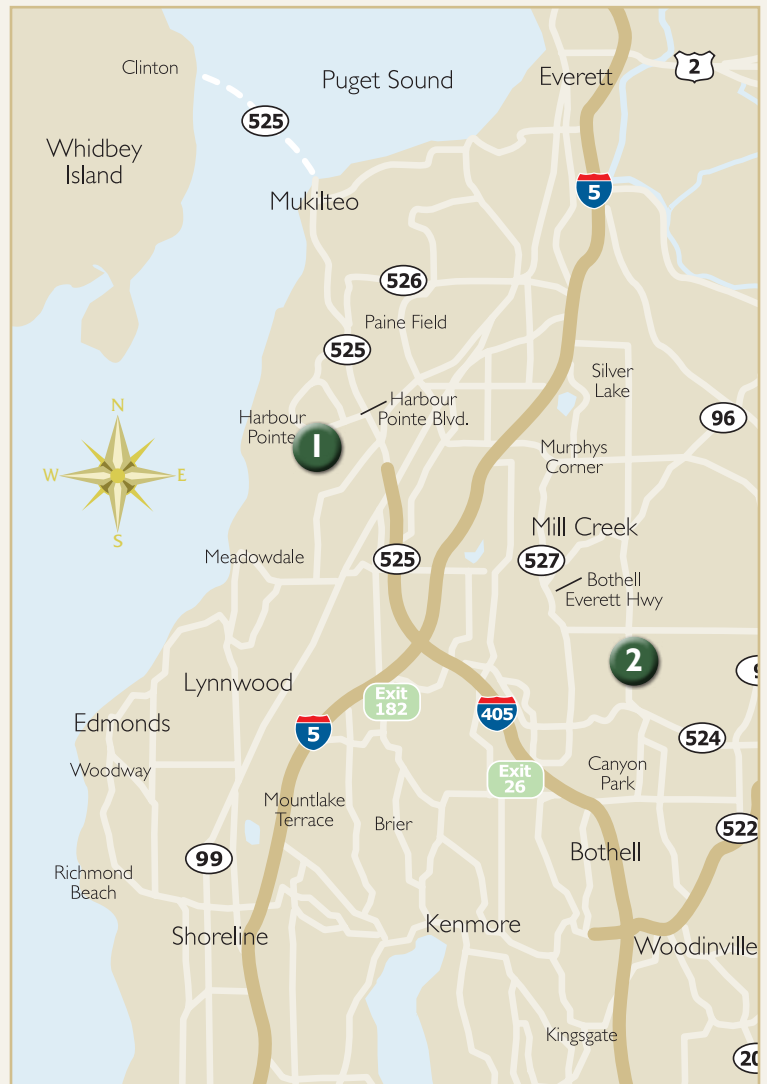 Clinton
Puget Sound
Everett
2
525
Whidbey
Island
5
Mukilteo
526
Paine Field
525
Silver
Lake
N
Harbour
Pointe Blvd.
Harbour
Pointe
96
1
Murphys
Corner
W
E
S
Mill Creek
Meadowdale
525
527
Bothell
Everett Hwy
2
Lynnwood
Exit
182
405
Edmonds
5
524
Woodway
Exit
26
Canyon
Park
Mountlake
Terrace
Brier
522
99
Bothell
Richmond
Beach
Shoreline
Kenmore
Woodinville
Kingsgate